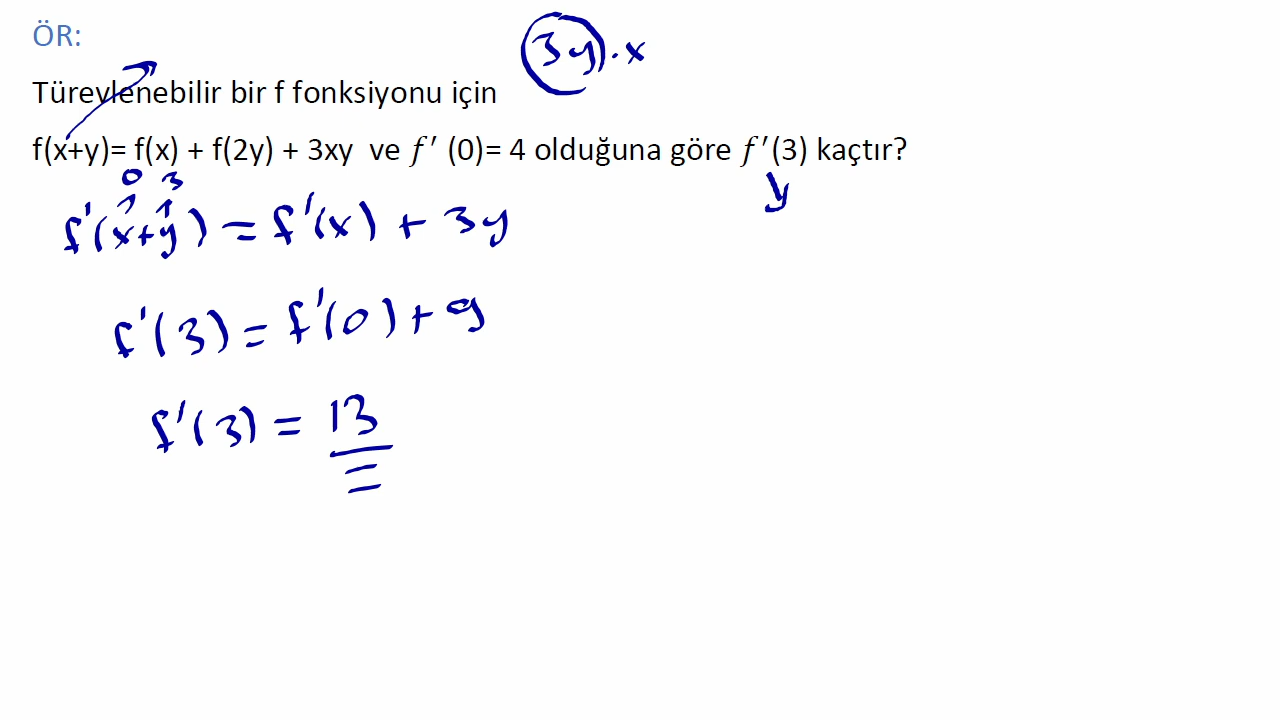 ÖR:
3y . x
Türevlenebilir bir f fonksiyonu için
f(x+y)= f(x) + f(2y) + 3xy ve f′ (0)= 4 olduğuna göre f′(3) kaçtır?
0 3
y
f'(x+y) = f'(x) + 3y
f'(3) = f'(0) + 9
f'(3) = 13